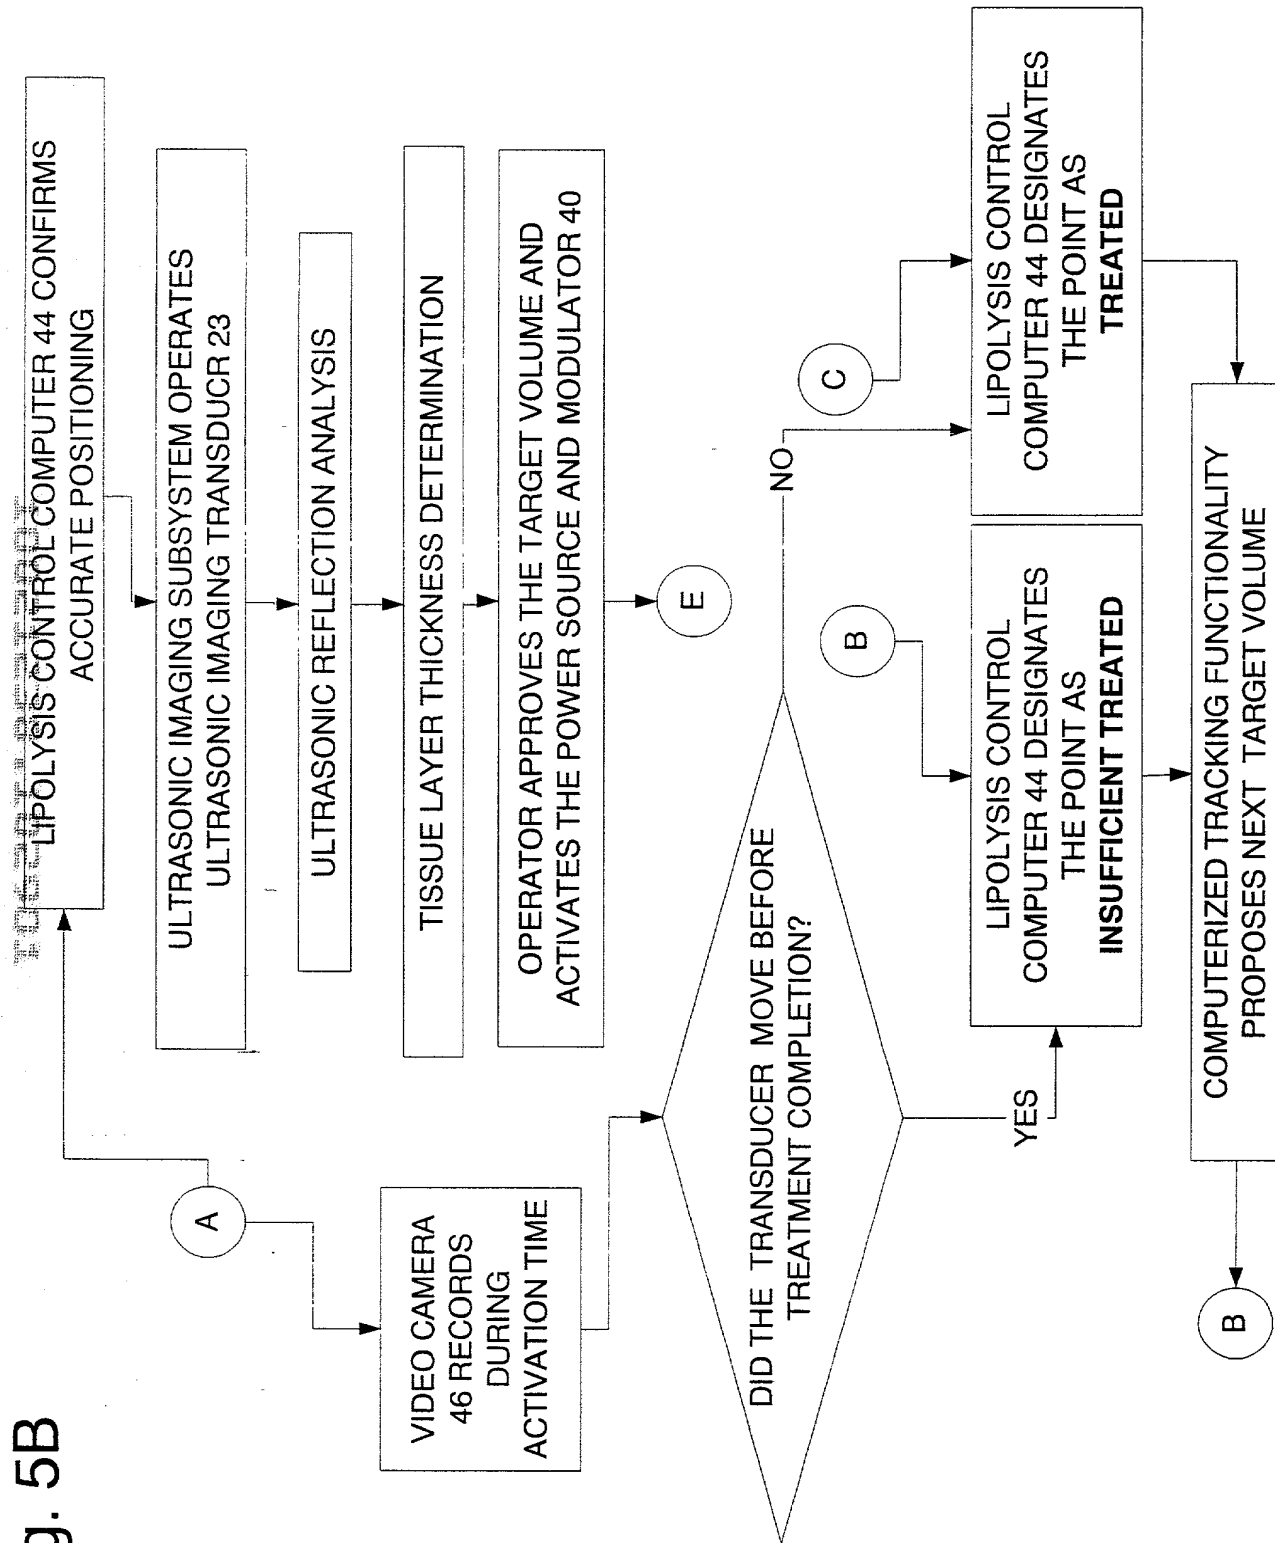 g. 5B
LIPOLYSIS CONTROL COMPUTER 44 CONFIRMS
ACCURATE POSITIONING
ULTRASONIC IMAGING SUBSYSTEM OPERATES
ULTRASONIC IMAGING TRANSDUCR 23
ULTRASONIC REFLECTION ANALYSIS
TISSUE LAYER THICKNESS DETERMINATION
OPERATOR APPROVES THE TARGET VOLUME AND
ACTIVATES THE POWER SOURCE AND MODULATOR 40
E
A
VIDEO CAMERA
46 RECORDS
DURING
ACTIVATION TIME
DID THE TRANSDUCER MOVE BEFORE
TREATMENT COMPLETION?
NO
YES
C
B
LIPOLYSIS CONTROL
COMPUTER 44 DESIGNATES
THE POINT AS
TREATED
LIPOLYSIS CONTROL
COMPUTER 44 DESIGNATES
THE POINT AS
INSUFFICIENT TREATED
COMPUTERIZED TRACKING FUNCTIONALITY
PROPOSES NEXT TARGET VOLUME
B